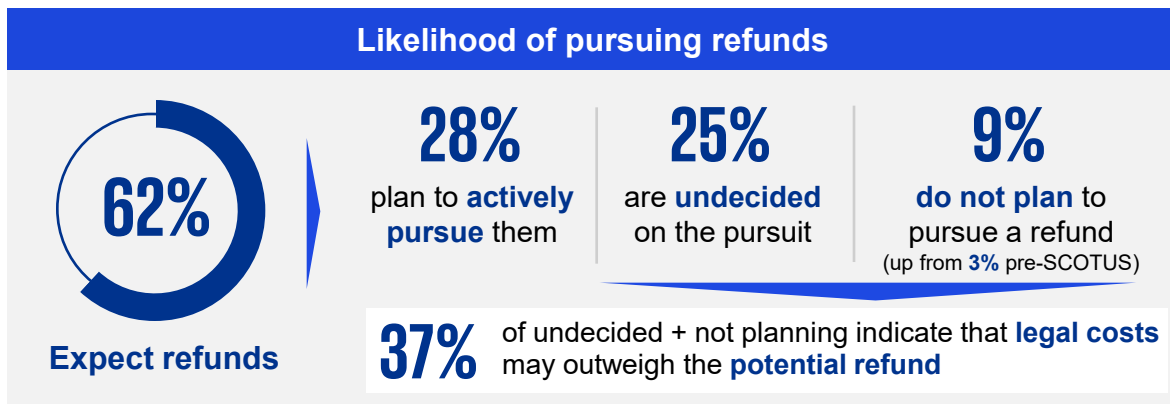 Likelihood of pursuing refunds
62%
Expect refunds
28%
plan to actively
pursue them
25%
are undecided
on the pursuit
9%
do not plan to
pursue a refund
(up from 3% pre-SCOTUS)
37%
of undecided + not planning indicate that legal costs
may outweigh the potential refund